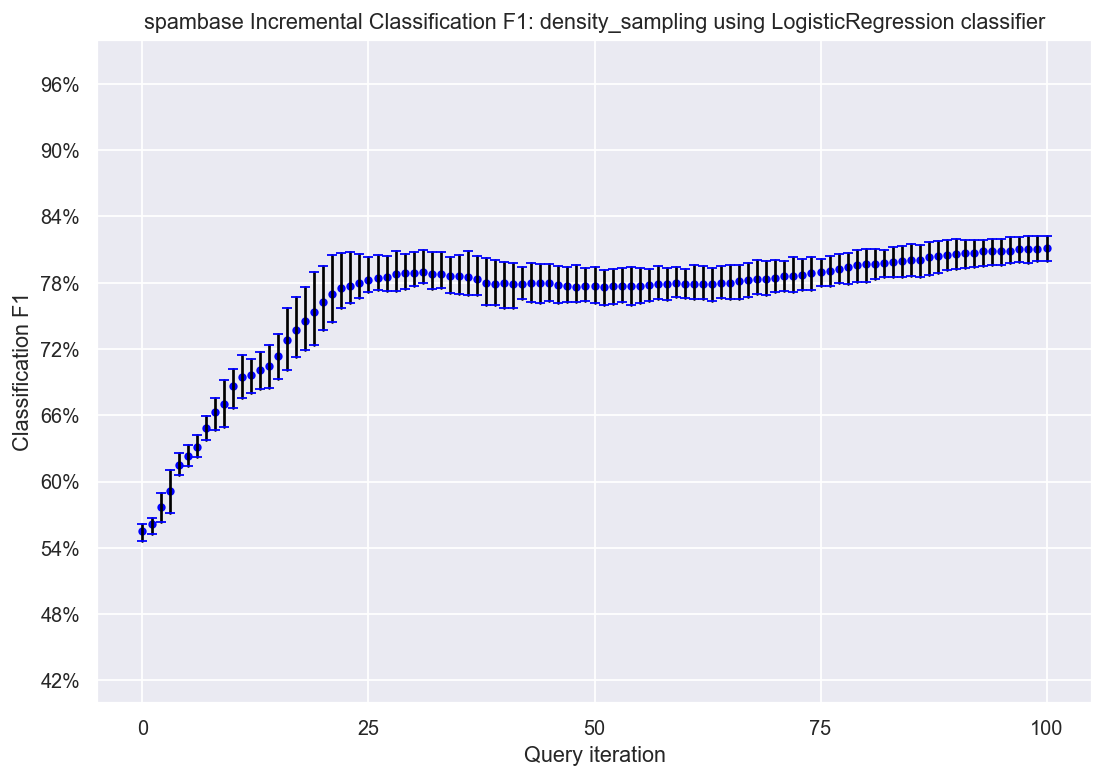 spambase Incremental Classification F1: density_sampling using LogisticRegression classifier
96%
90%
84%
78%
72%
66%
60%
54%
48%
42%
Classification F1
0 25 50 75 100
Query iteration